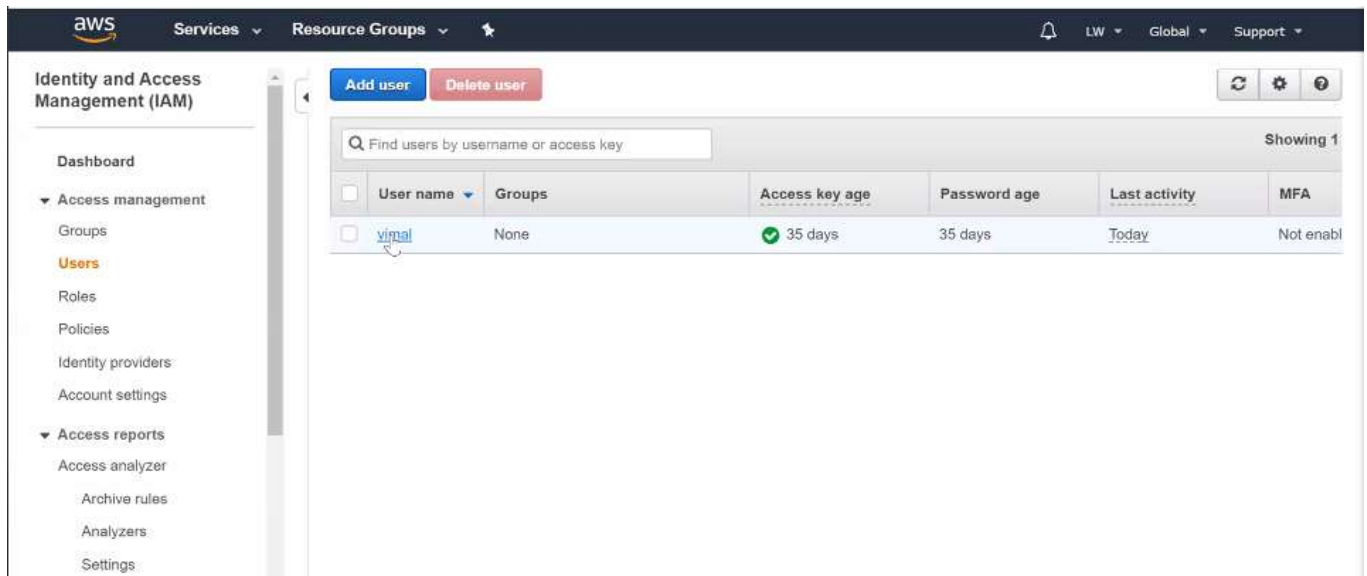 aws Services Resource Groups LW Global Support
Identity and Access
Management (IAM)
Dashboard
Access management
Groups
Users
Roles
Policies
Identity providers
Account settings
Access reports
Access analyzer
Archive rules
Analyzers
Settings
Add user Delete user
Find users by username or access key Showing 1
User name Groups Access key age Password age Last activity MFA
vimal None 35 days 35 days Today Not enabl